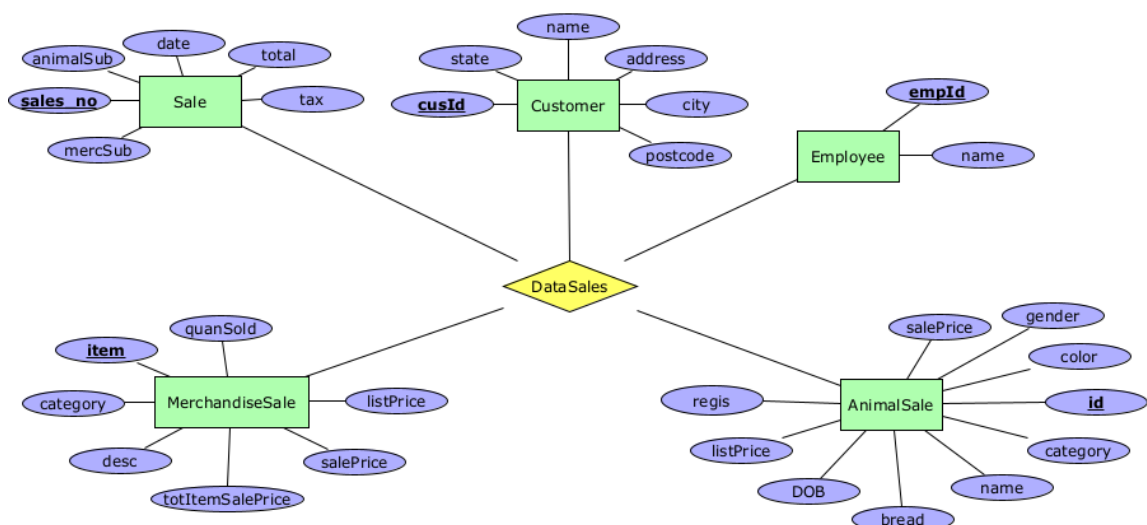 name
date
animalSub
total
state
address
sales_no
Sale
tax
cusId
Customer
city
empId
mercSub
postcode
Employee
name
DataSales
quanSold
item
salePrice
gender
color
category
MerchandiseSale
listPrice
regis
AnimalSale
id
desc
salePrice
listPrice
category
totItemSalePrice
DOB
name
bread